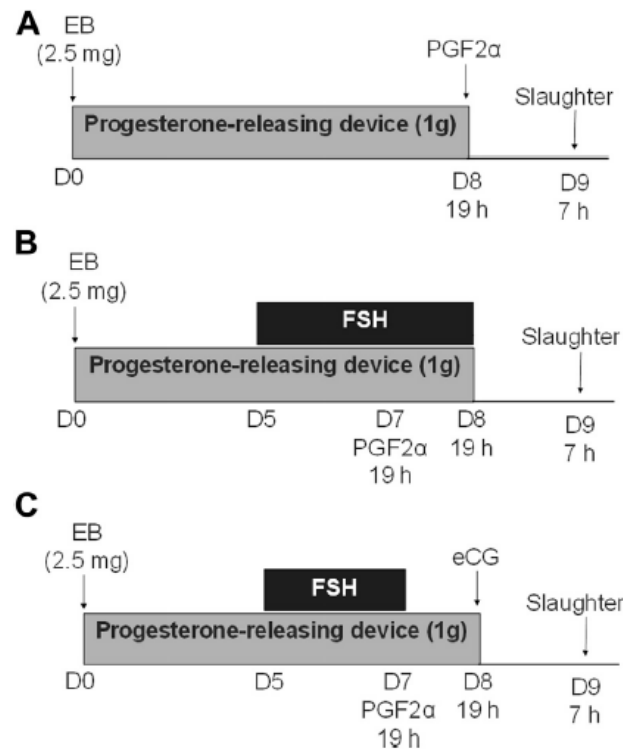 A
EB
(2.5 mg)
PGF2α
Slaughter
Progesterone-releasing device (1g)
D0
D8
19 h
D9
7 h
B
EB
(2.5 mg)
FSH
Slaughter
Progesterone-releasing device (1g)
D0
D5
D7
PGF2α
19 h
D8
19 h
D9
7 h
C
EB
(2.5 mg)
FSH
eCG
Slaughter
Progesterone-releasing device (1g)
D0
D5
D7
PGF2α
19 h
D8
19 h
D9
7 h